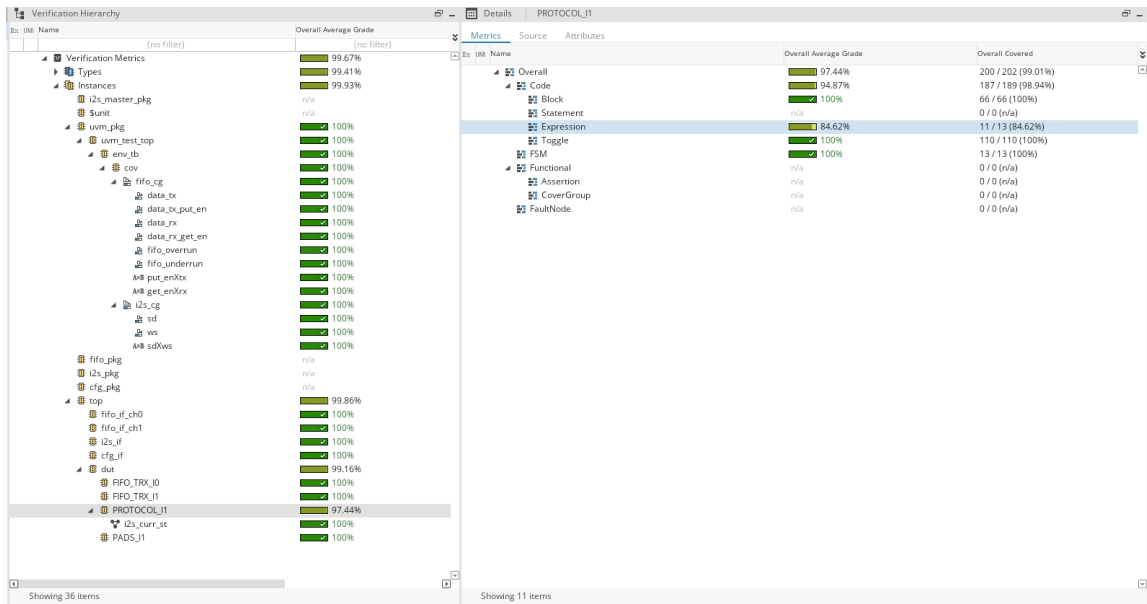 Verification Hierarchy
Ex UNR Name Overall Average Grade
(no filter) (no filter)
Verification Metrics 99.67%
Types 99.41%
Instances 99.93%
i2s_master_pkg n/a
$unit n/a
uvm_pkg 100%
uvm_test_top 100%
env_tb 100%
cov 100%
fifo_cg 100%
data_tx 100%
data_tx_put_en 100%
data_rx 100%
data_rx_get_en 100%
fifo_overrun 100%
fifo_underrun 100%
A×B put_enXtx 100%
A×B get_enXrx 100%
i2s_cg 100%
sd 100%
ws 100%
A×B sdXws 100%
fifo_pkg n/a
i2s_pkg n/a
cfg_pkg n/a
top 99.86%
fifo_if_ch0 100%
fifo_if_ch1 100%
i2s_if 100%
cfg_if 100%
dut 99.16%
FIFO_TRX_I0 100%
FIFO_TRX_I1 100%
PROTOCOL_I1 97.44%
i2s_curr_st 100%
PADS_I1 100%
Showing 36 items
Details PROTOCOL_I1
Metrics Source Attributes
Ex UNR Name Overall Average Grade Overall Covered
Overall 97.44% 200 / 202 (99.01%)
Code 94.87% 187 / 189 (98.94%)
Block 100% 66 / 66 (100%)
Statement n/a 0 / 0 (n/a)
Expression 84.62% 11 / 13 (84.62%)
Toggle 100% 110 / 110 (100%)
FSM 100% 13 / 13 (100%)
Functional n/a 0 / 0 (n/a)
Assertion n/a 0 / 0 (n/a)
CoverGroup n/a 0 / 0 (n/a)
FaultNode n/a 0 / 0 (n/a)
Showing 11 items